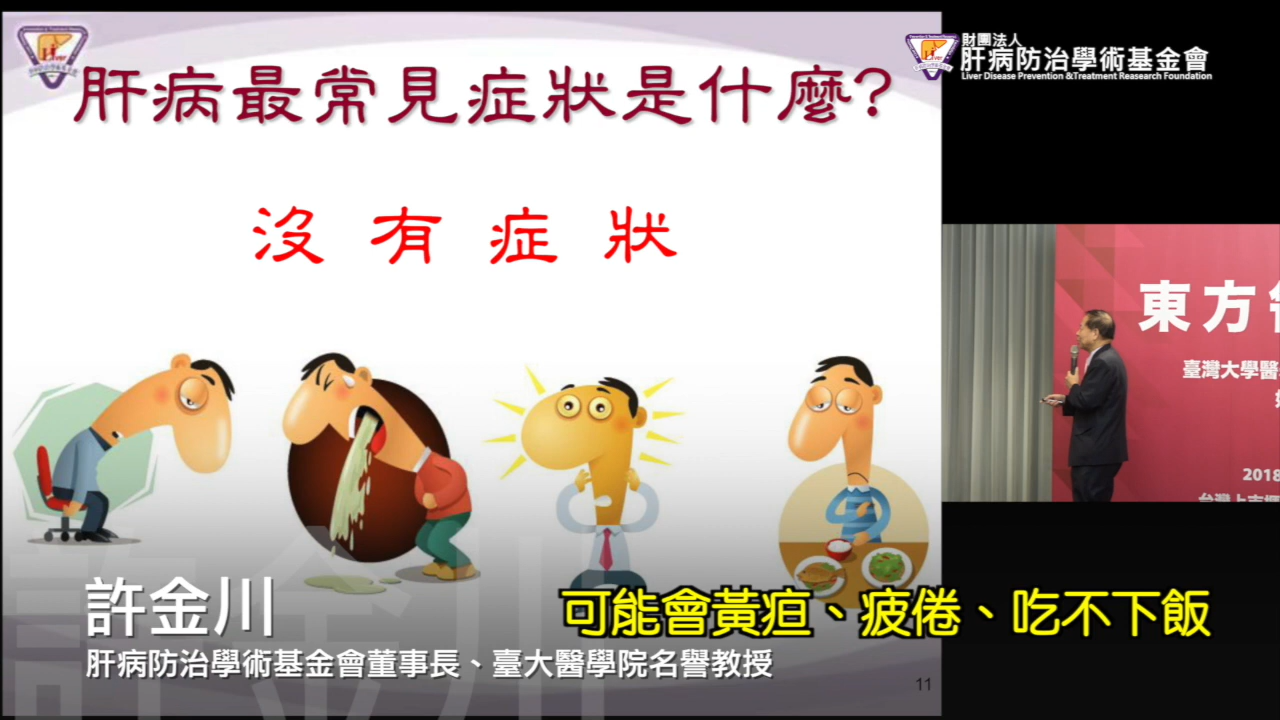 肝病最常見症狀是什麼?
沒有症狀
財團法人
肝病防治學術基金會
Liver Disease Prevention &Treatment Reasearch Foundation
東方
臺灣大學醫
2018
許金川
可能會黃疸、疲倦、吃不下飯
肝病防治學術基金會董事長、臺大醫學院名譽教授
11